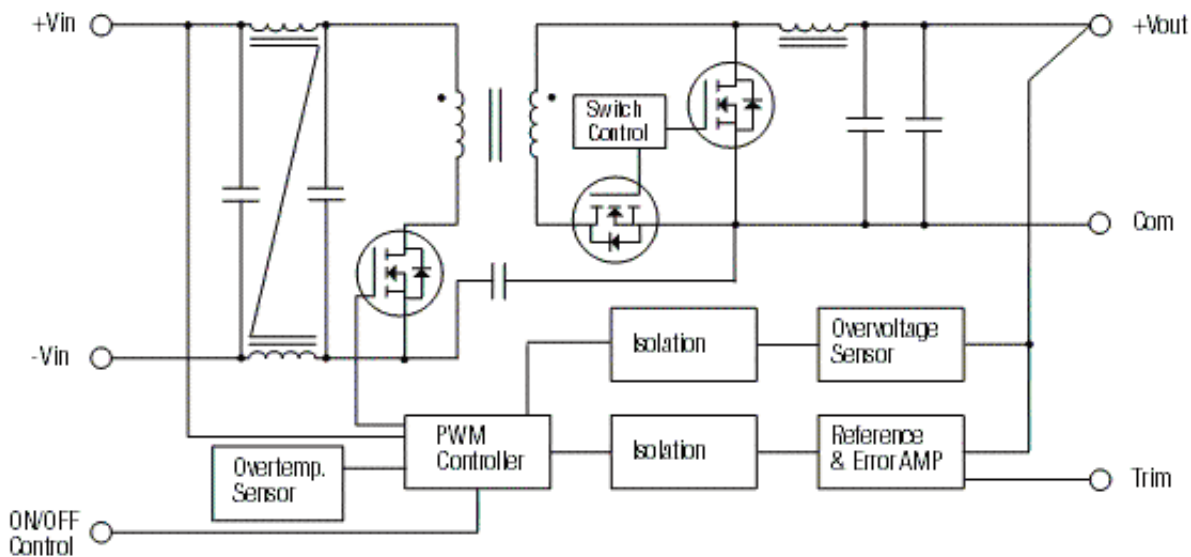 +Vin
+Vout
Switch
Control
Com
-Vin
Isolation
Overvoltage
Sensor
PWM
Controller
Isolation
Reference
& Error AMP
Overtemp.
Sensor
Trim
ON/OFF
Control